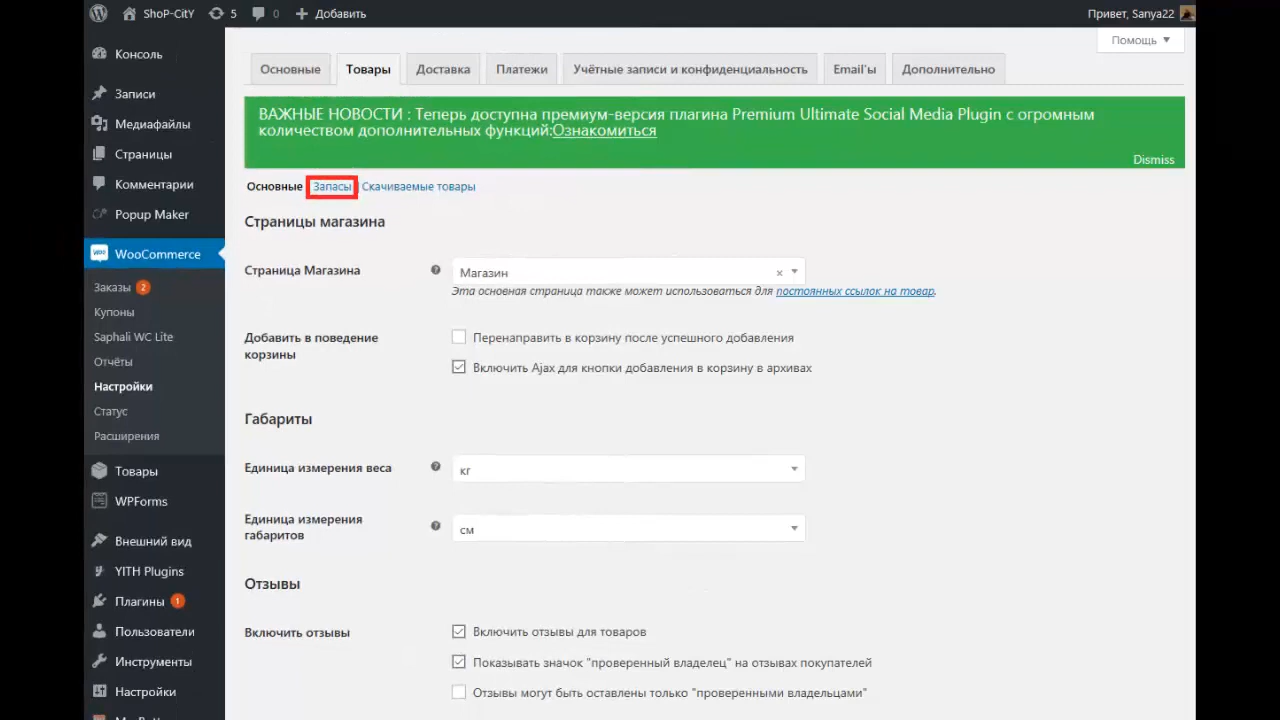 ShoP-CitY 5 0 Добавить Привет, Sanya22
Помощь
Консоль
Записи
Медиафайлы
Страницы
Комментарии
Popup Maker
WooCommerce
Заказы 2
Купоны
Saphali WC Lite
Отчёты
Настройки
Статус
Расширения
Товары
WPForms
Внешний вид
YITH Plugins
Плагины 1
Пользователи
Инструменты
Настройки
Основные Товары Доставка Платежи Учётные записи и конфиденциальность Email'ы Дополнительно
ВАЖНЫЕ НОВОСТИ : Теперь доступна премиум-версия плагина Premium Ultimate Social Media Plugin с огромным
количеством дополнительных функций:Ознакомиться
Dismiss
Основные Запасы Скачиваемые товары
Страницы магазина
Страница Магазина Магазин ×
Эта основная страница также может использоваться для постоянных ссылок на товар.
Добавить в поведение
корзины
Перенаправить в корзину после успешного добавления
Включить Ajax для кнопки добавления в корзину в архивах
Габариты
Единица измерения веса кг
Единица измерения
габаритов
см
Отзывы
Включить отзывы Включить отзывы для товаров
Показывать значок "проверенный владелец" на отзывах покупателей
Отзывы могут быть оставлены только "проверенными владельцами"